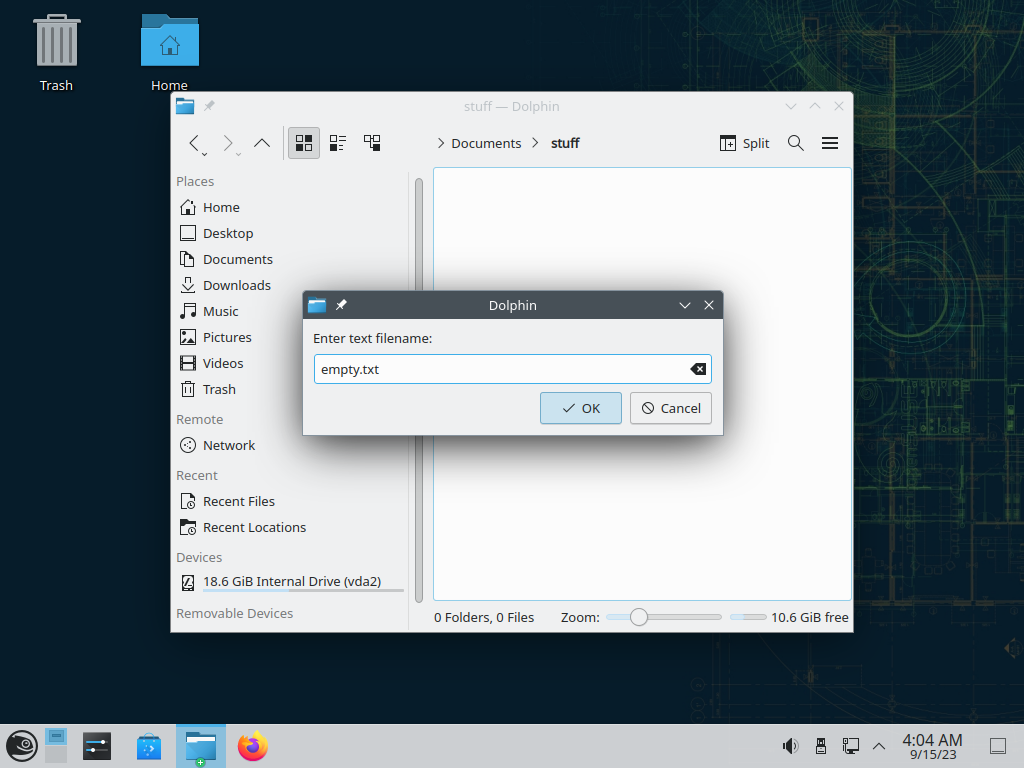 Trash
Home
stuff — Dolphin
Documents
stuff
Split
Places
Home
Desktop
Documents
Downloads
Music
Pictures
Videos
Trash
Remote
Network
Recent
Recent Files
Recent Locations
Devices
18.6 GiB Internal Drive (vda2)
Removable Devices
Dolphin
Enter text filename:
empty.txt
OK
Cancel
0 Folders, 0 Files
Zoom:
10.6 GiB free
4:04 AM
9/15/23